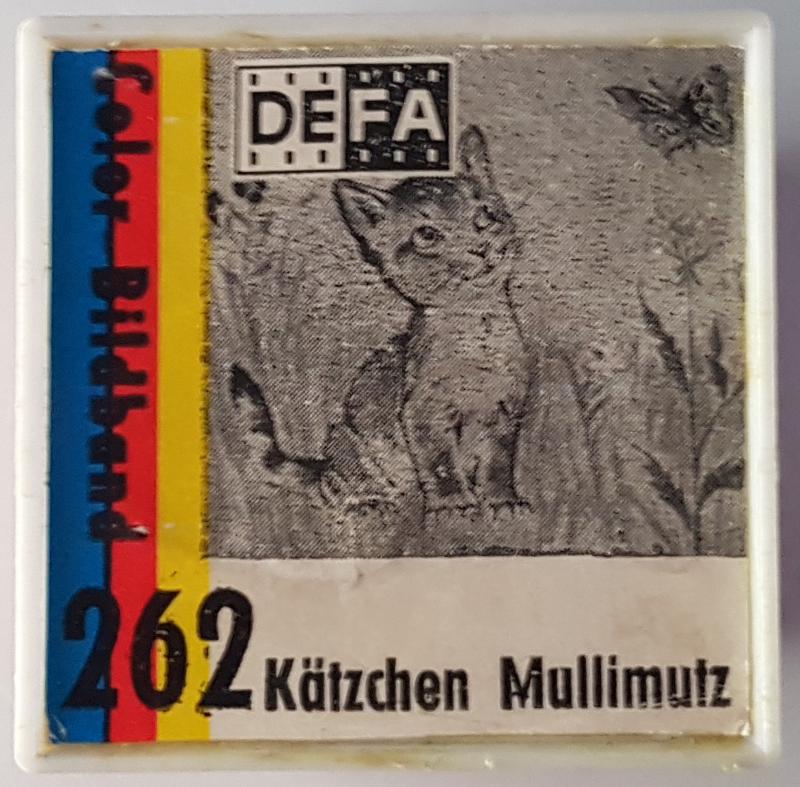 DEFA
Color Bildband
262 Kätzchen Mullimutz